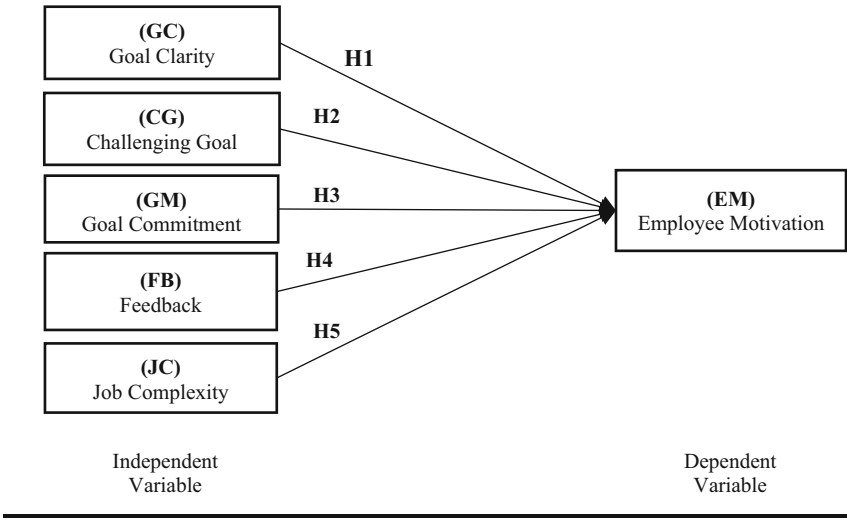 (GC)
Goal Clarity
H1
(CG)
Challenging Goal
H2
(GM)
Goal Commitment
H3
(FB)
Feedback
H4
(JC)
Job Complexity
H5
(EM)
Employee Motivation
Independent
Variable
Dependent
Variable